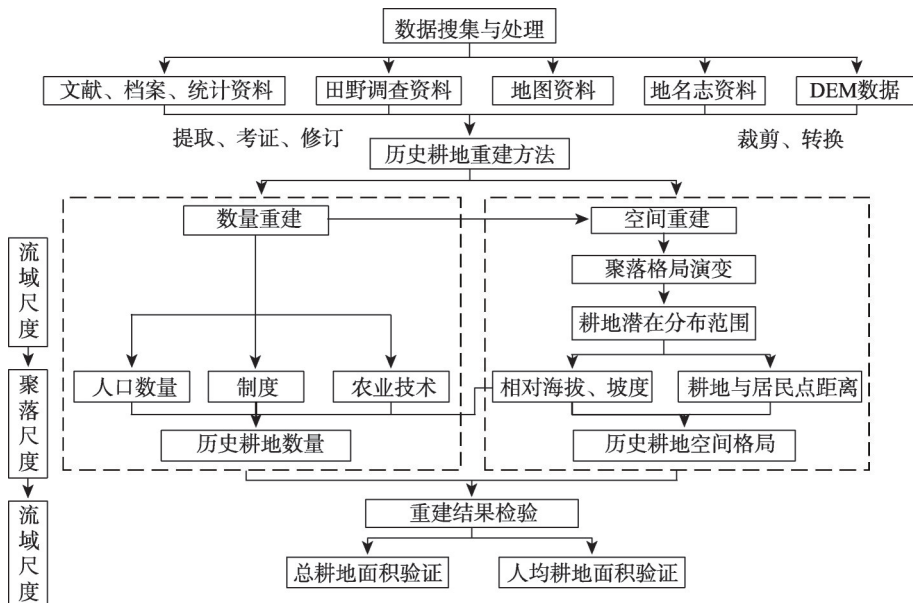 数据搜集与处理
文献、档案、统计资料
田野调查资料
地图资料
地名志资料
DEM数据
提取、考证、修订
裁剪、转换
历史耕地重建方法
数量重建
空间重建
流域尺度
聚落格局演变
耕地潜在分布范围
聚落尺度
人口数量
制度
农业技术
相对海拔、坡度
耕地与居民点距离
历史耕地数量
历史耕地空间格局
流域尺度
重建结果检验
总耕地面积验证
人均耕地面积验证